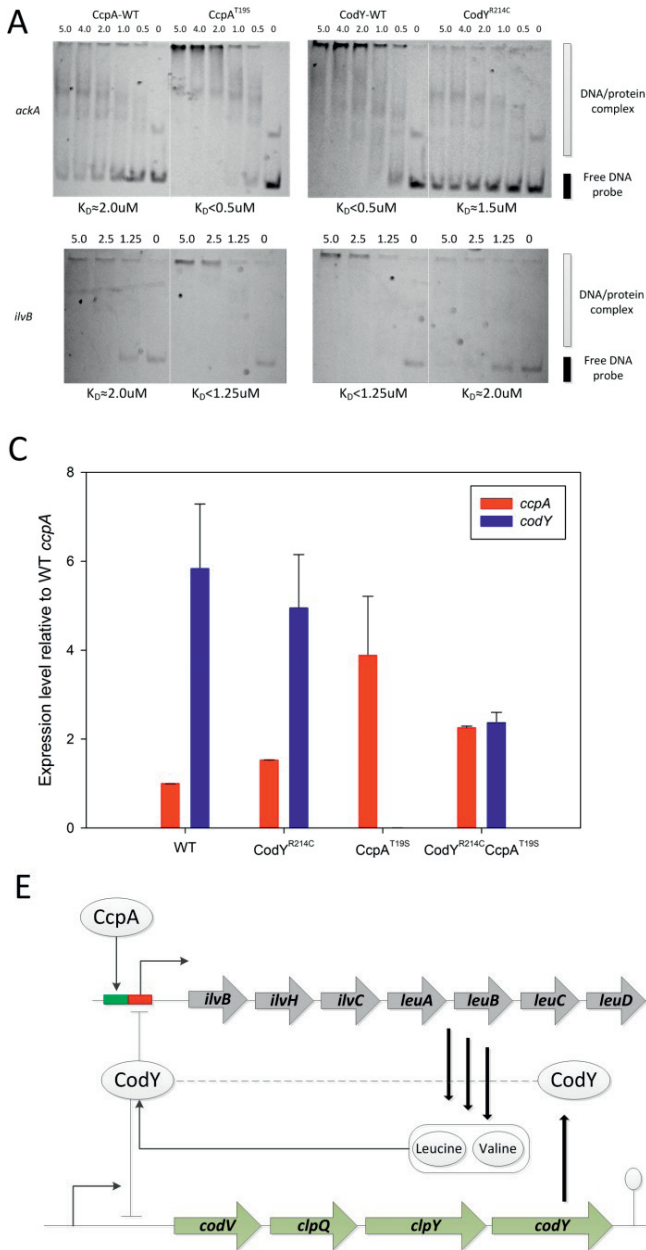 A
CcpA-WT CcpA^T19S CodY-WT CodY^R214C
5.0 4.0 2.0 1.0 0.5 0 5.0 4.0 2.0 1.0 0.5 0 5.0 4.0 2.0 1.0 0.5 0 5.0 4.0 2.0 1.0 0.5 0
ackA
DNA/protein
complex
Free DNA
probe
K_D≈2.0uM K_D<0.5uM K_D<0.5uM K_D≈1.5uM
5.0 2.5 1.25 0 5.0 2.5 1.25 0 5.0 2.5 1.25 0 5.0 2.5 1.25 0
ilvB
DNA/protein
complex
Free DNA
probe
K_D≈2.0uM K_D<1.25uM K_D<1.25uM K_D≈2.0uM
C
Expression level relative to WT ccpA
8
6
4
2
0
ccpA
codY
WT CodY^R214C CcpA^T19S CodY^R214C CcpA^T19S
E
CcpA
ilvB ilvH ilvC leuA leuB leuC leuD
CodY CodY
Leucine Valine
codV clpQ clpY codY